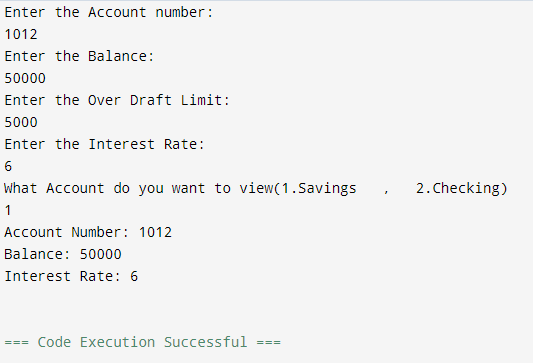 Enter the Account number:
1012
Enter the Balance:
50000
Enter the Over Draft Limit:
5000
Enter the Interest Rate:
6
What Account do you want to view(1.Savings   ,   2.Checking)
1
Account Number: 1012
Balance: 50000
Interest Rate: 6
=== Code Execution Successful ===